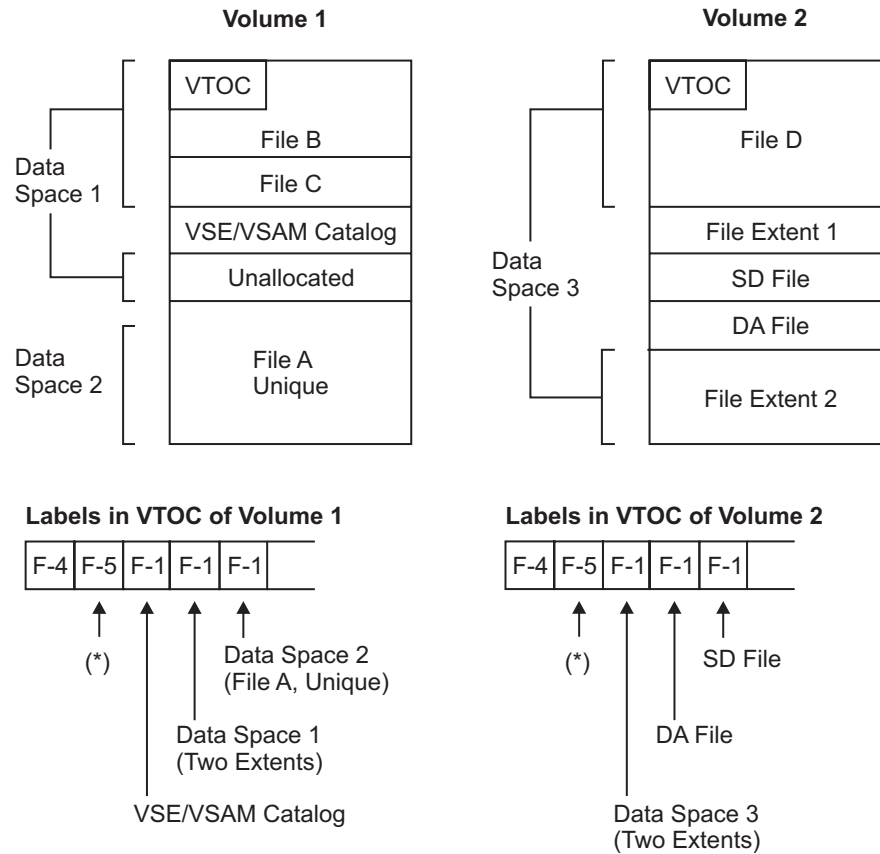 Volume 1
VTOC
File B
File C
VSE/VSAM Catalog
Unallocated
File A
Unique
Data
Space 1
Data
Space 2
Volume 2
VTOC
File D
File Extent 1
SD File
DA File
File Extent 2
Data
Space 3
Labels in VTOC of Volume 1
F-4 F-5 F-1 F-1 F-1
(*)
Data Space 2
(File A, Unique)
Data Space 1
(Two Extents)
VSE/VSAM Catalog
Labels in VTOC of Volume 2
F-4 F-5 F-1 F-1 F-1
(*)
SD File
DA File
Data Space 3
(Two Extents)